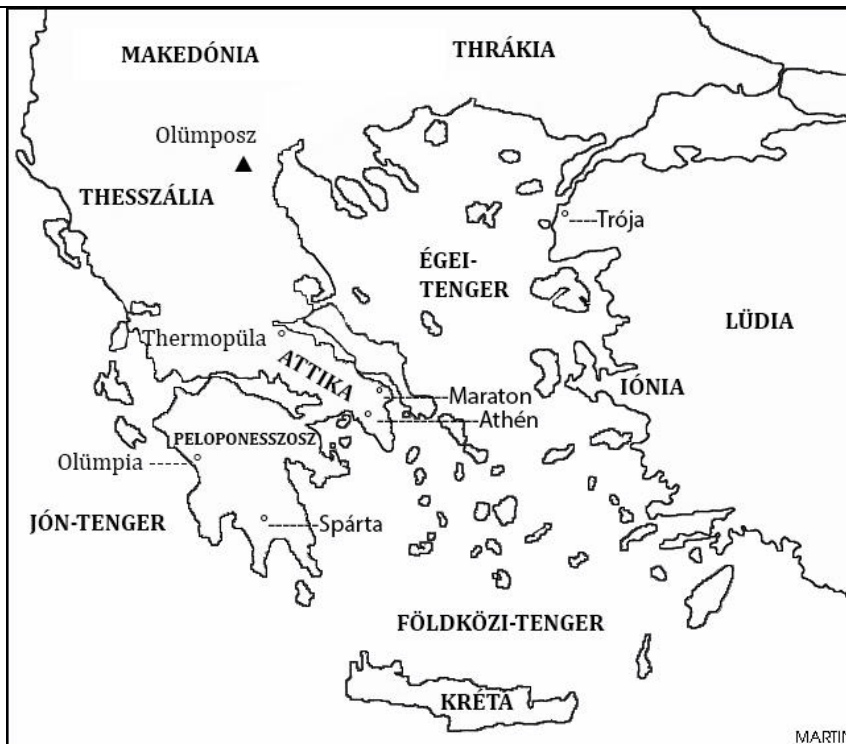 MAKEDÓNIA
THRÁKIA
Olümposz
THESSZÁLIA
Trója
ÉGEI-
TENGER
LÜDIA
Thermopüla
ATTIKA
IÓNIA
Maraton
Athén
PELOPONESSZOSZ
Olümpia
JÓN-TENGER
Spárta
FÖLDKÖZI-TENGER
KRÉTA
MARTIN